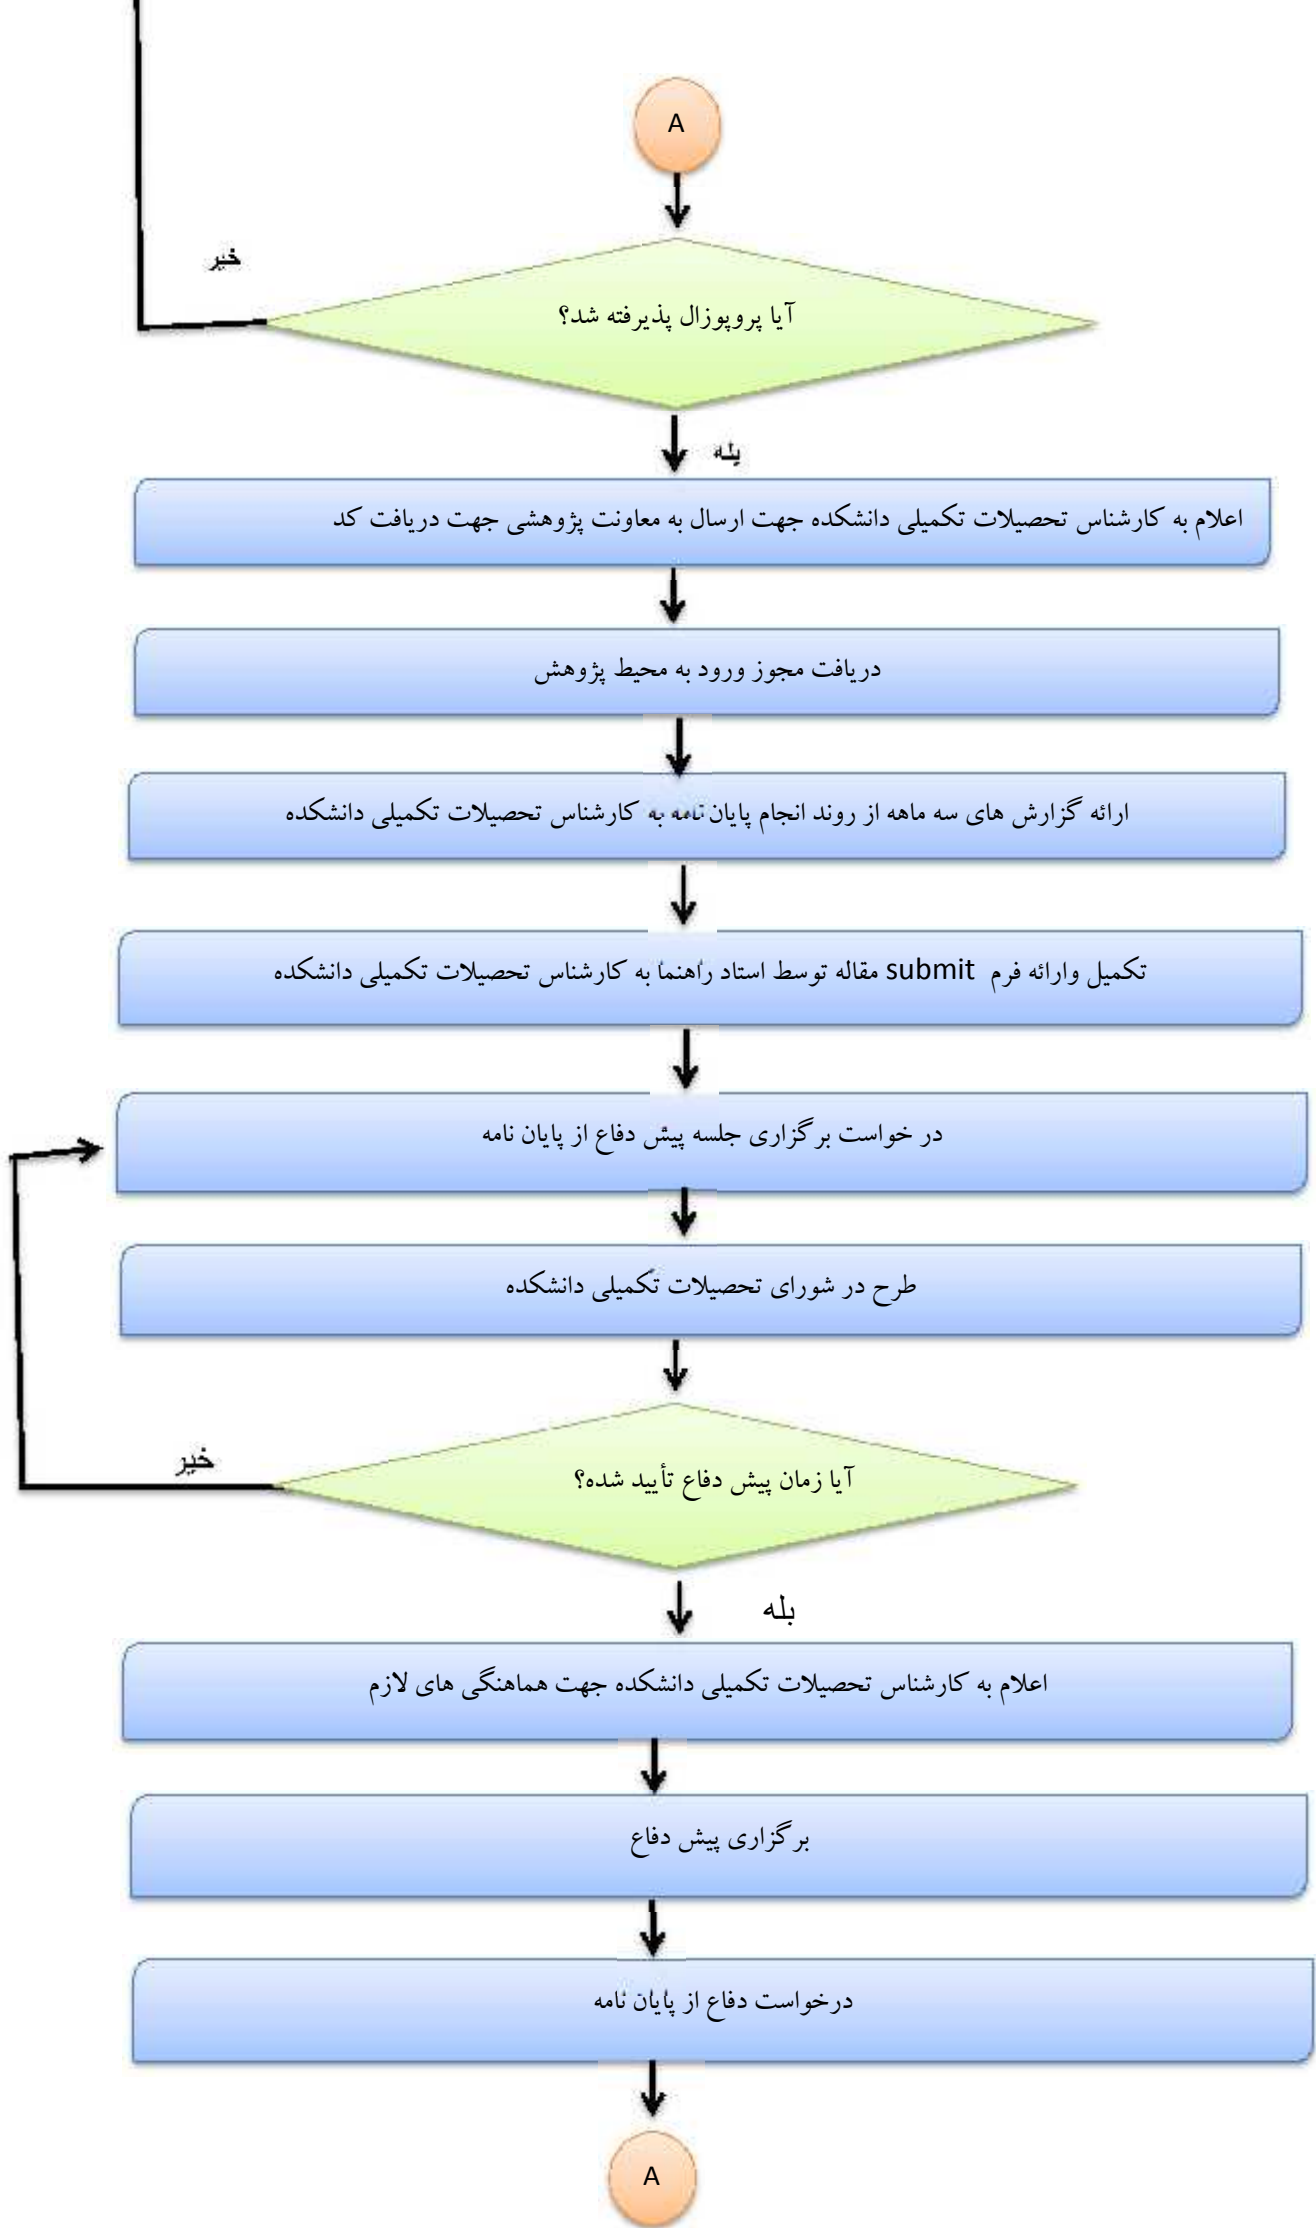 A
خیر
آیا پروپوزال پذیرفته شد؟
بله
اعلام به کارشناس تحصیلات تکمیلی دانشکده جهت ارسال به معاونت پژوهشی جهت دریافت کد
دریافت مجوز ورود به محیط پژوهش
ارائه گزارش های سه ماهه از روند انجام پایان نامه به کارشناس تحصیلات تکمیلی دانشکده
تکمیل وارائه فرم submit مقاله توسط استاد راهنما به کارشناس تحصیلات تکمیلی دانشکده
در خواست برگزاری جلسه پیش دفاع از پایان نامه
طرح در شورای تحصیلات تکمیلی دانشکده
خیر
آیا زمان پیش دفاع تأیید شده؟
بله
اعلام به کارشناس تحصیلات تکمیلی دانشکده جهت هماهنگی های لازم
برگزاری پیش دفاع
درخواست دفاع از پایان نامه
A